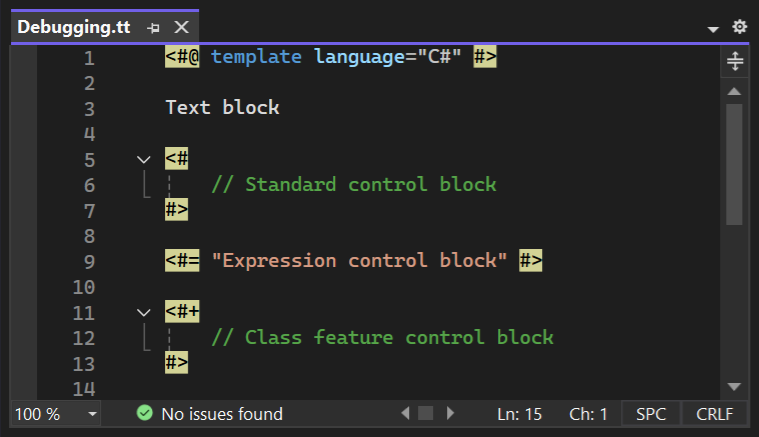 Debugging.tt
1 <#@ template language="C#" #>
2
3 Text block
4
5 <#
6 // Standard control block
7 #>
8
9 <#= "Expression control block" #>
10
11 <#+
12 // Class feature control block
13 #>
14
100 % No issues found Ln: 15 Ch: 1 SPC CRLF